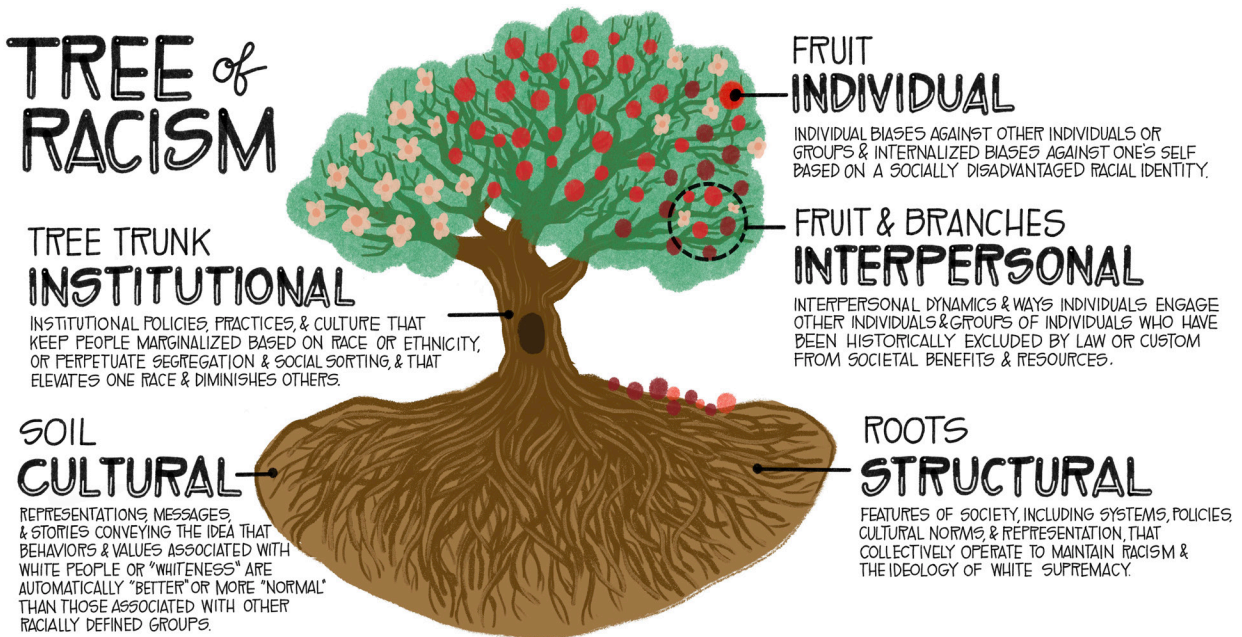 TREE of
RACISM
TREE TRUNK
INSTITUTIONAL
INSTITUTIONAL POLICIES, PRACTICES, & CULTURE THAT
KEEP PEOPLE MARGINALIZED BASED ON RACE OR ETHNICITY,
OR PERPETUATE SEGREGATION & SOCIAL SORTING, & THAT
ELEVATES ONE RACE & DIMINISHES OTHERS.
SOIL
CULTURAL
REPRESENTATIONS, MESSAGES,
& STORIES CONVEYING THE IDEA THAT
BEHAVIORS & VALUES ASSOCIATED WITH
WHITE PEOPLE OR "WHITENESS" ARE
AUTOMATICALLY "BETTER" OR MORE "NORMAL"
THAN THOSE ASSOCIATED WITH OTHER
RACIALLY DEFINED GROUPS.
FRUIT
INDIVIDUAL
INDIVIDUAL BIASES AGAINST OTHER INDIVIDUALS OR
GROUPS & INTERNALIZED BIASES AGAINST ONE'S SELF
BASED ON A SOCIALLY DISADVANTAGED RACIAL IDENTITY.
FRUIT & BRANCHES
INTERPERSONAL
INTERPERSONAL DYNAMICS & WAYS INDIVIDUALS ENGAGE
OTHER INDIVIDUALS & GROUPS OF INDIVIDUALS WHO HAVE
BEEN HISTORICALLY EXCLUDED BY LAW OR CUSTOM
FROM SOCIETAL BENEFITS & RESOURCES.
ROOTS
STRUCTURAL
FEATURES OF SOCIETY, INCLUDING SYSTEMS, POLICIES,
CULTURAL NORMS, & REPRESENTATION, THAT
COLLECTIVELY OPERATE TO MAINTAIN RACISM &
THE IDEOLOGY OF WHITE SUPREMACY.